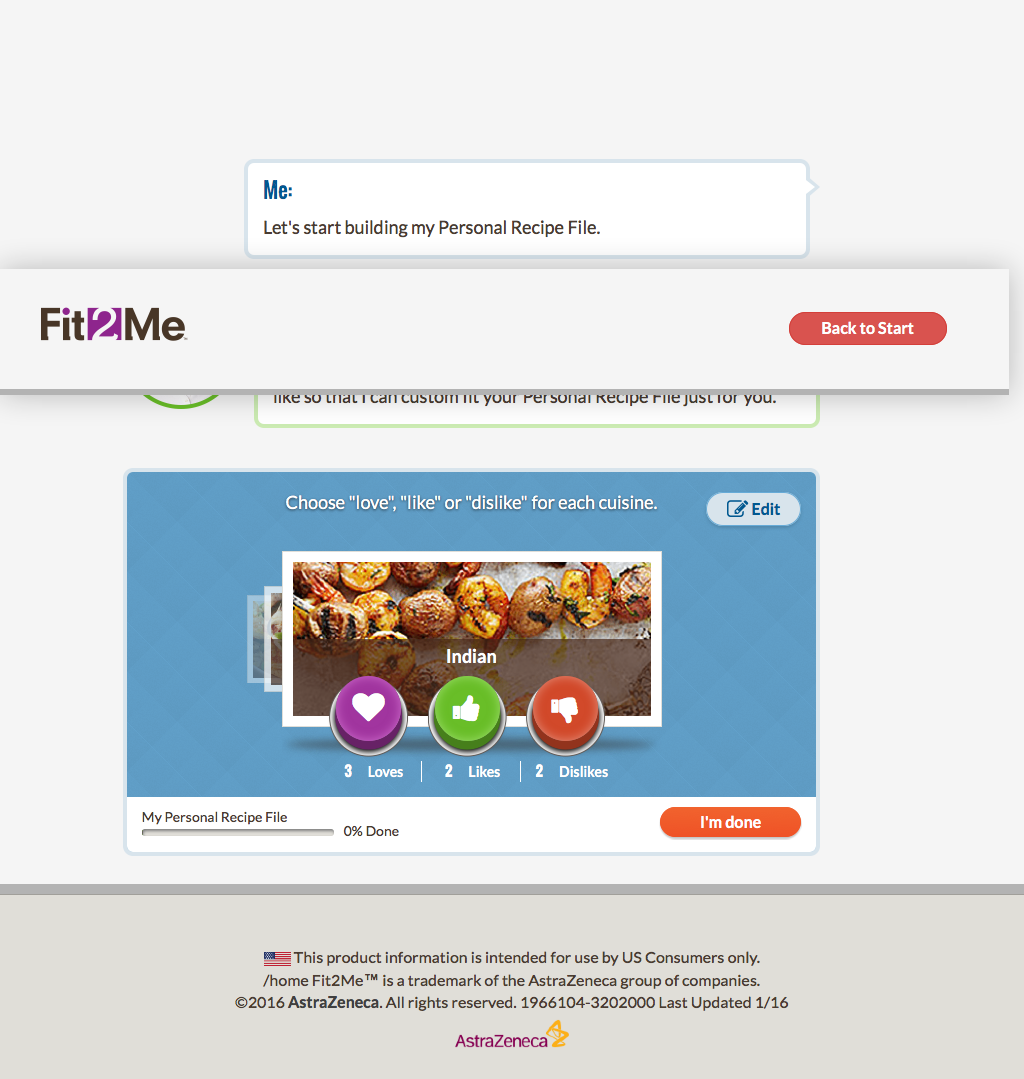 Me:
Let's start building my Personal Recipe File.
Fit2Me™
Back to Start
like so that I can custom fit your Personal Recipe File just for you.
Choose "love", "like" or "dislike" for each cuisine.
Edit
Indian
3 Loves 2 Likes 2 Dislikes
My Personal Recipe File
0% Done
I'm done
This product information is intended for use by US Consumers only.
/home Fit2Me™ is a trademark of the AstraZeneca group of companies.
©2016 AstraZeneca. All rights reserved. 1966104-3202000 Last Updated 1/16
AstraZeneca